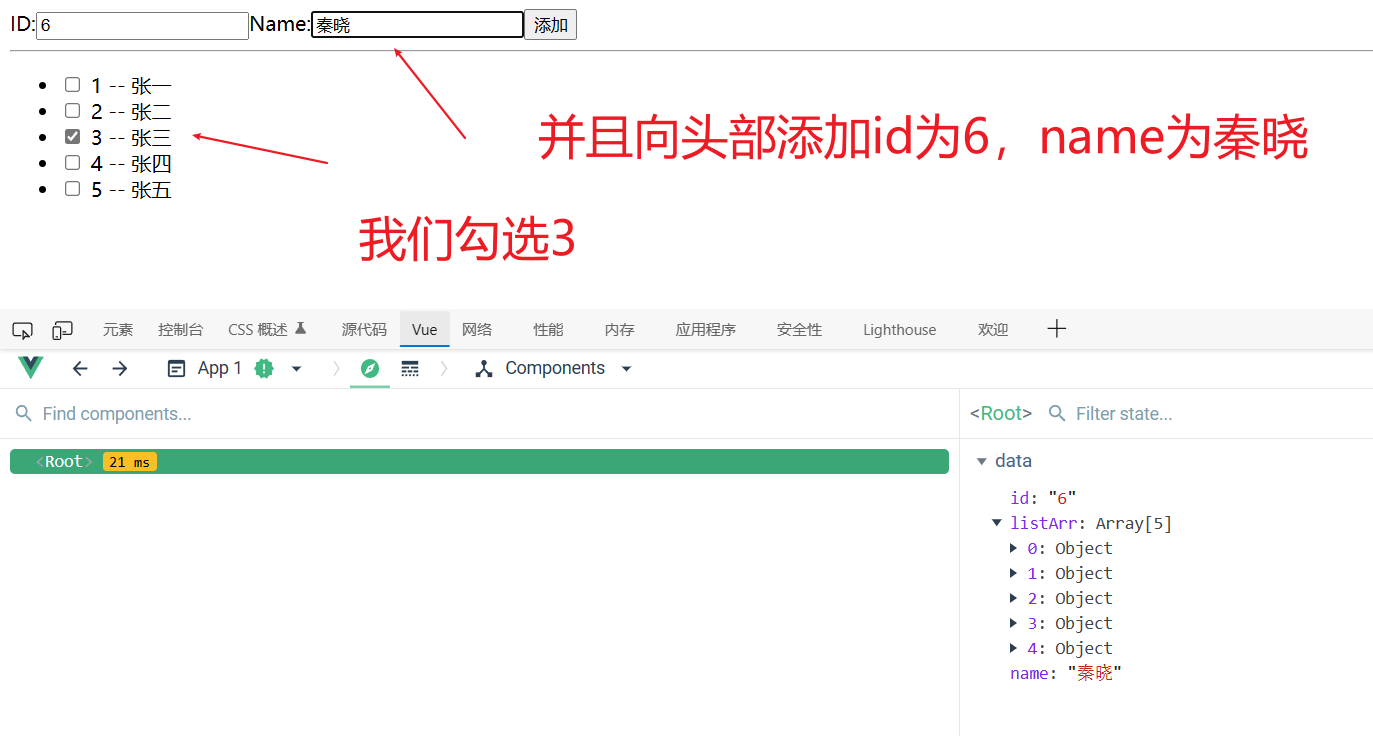 ID:6 Name:秦晓 添加
1 -- 张一
2 -- 张二
3 -- 张三
4 -- 张四
5 -- 张五
并且向头部添加id为6，name为秦晓
我们勾选3
元素 控制台 CSS 概述 源代码 Vue 网络 性能 内存 应用程序 安全性 Lighthouse 欢迎
App 1 Components
Find components...
<Root> Filter state...
<Root> 21 ms
data
id: "6"
listArr: Array[5]
0: Object
1: Object
2: Object
3: Object
4: Object
name: "秦晓"